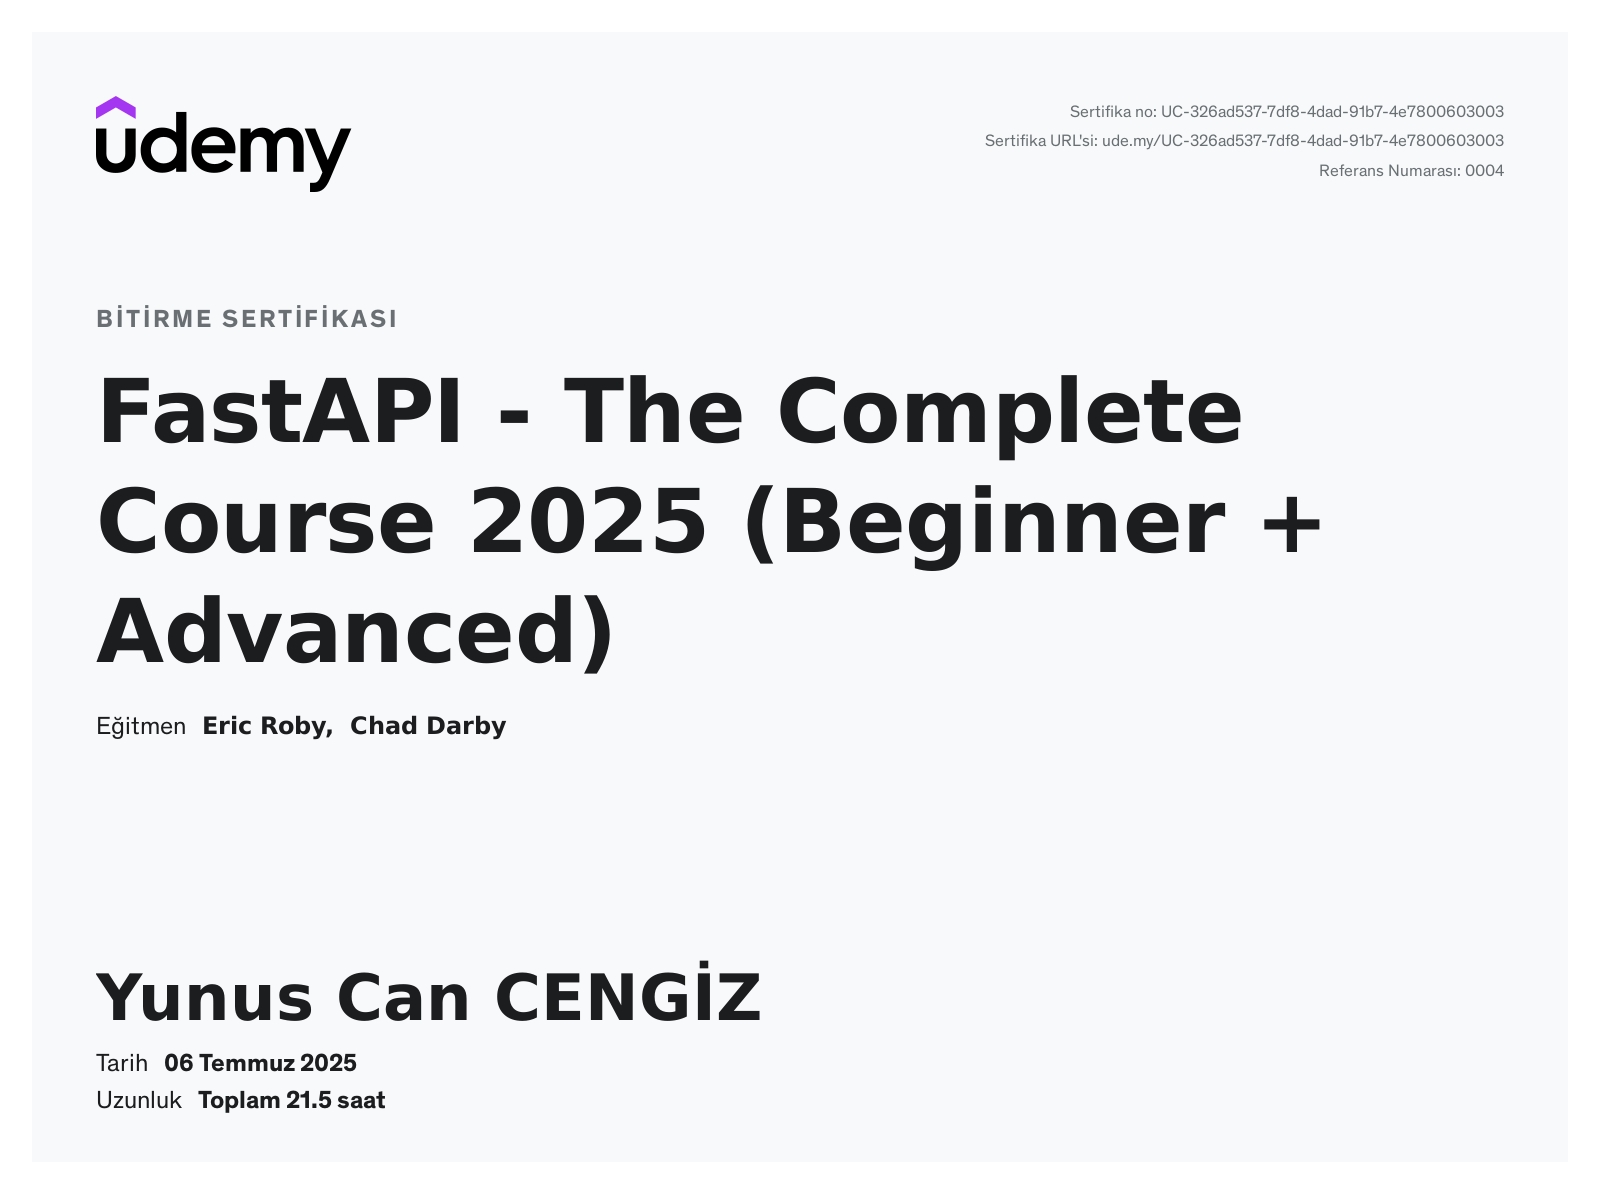 udemy
Sertifika no: UC-326ad537-7df8-4dad-91b7-4e7800603003
Sertifika URL'si: ude.my/UC-326ad537-7df8-4dad-91b7-4e7800603003
Referans Numarası: 0004
BİTİRME SERTİFİKASI
FastAPI - The Complete
Course 2025 (Beginner +
Advanced)
Eğitmen Eric Roby, Chad Darby
Yunus Can CENGİZ
Tarih 06 Temmuz 2025
Uzunluk Toplam 21.5 saat